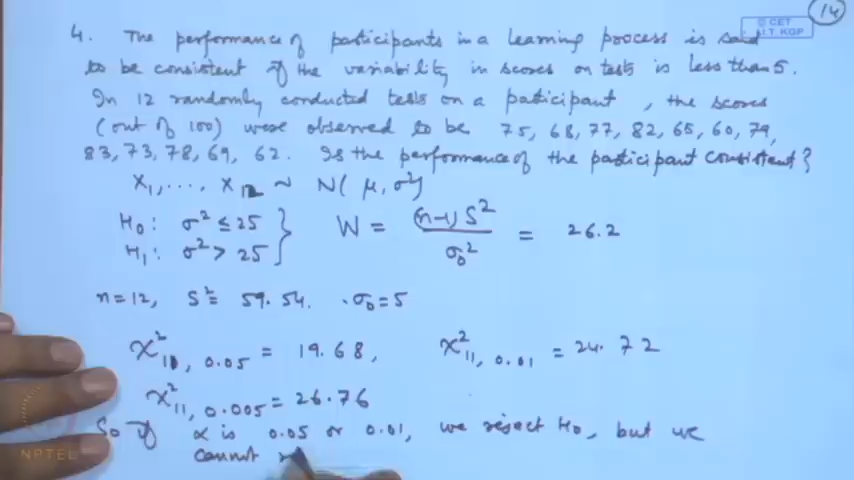 14
© CET
I.I.T. KGP
4. The performance of participants in a learning process is said
to be consistent if the variability in scores on tests is less than 5.
In 12 randomly conducted tests on a participant, the scores
(out of 100) were observed to be 75, 68, 77, 82, 65, 60, 79,
83, 73, 78, 69, 62. Is the performance of the participant consistent?
X₁, ..., X₁₂ ~ N(μ, σ²)
H₀: σ² ≤ 25 } W = (n-1)S² / σ₀² = 26.2
H₁: σ² > 25
n=12, S² = 59.54. σ₀ = 5
χ²₁₁, 0.05 = 19.68, χ²₁₁, 0.01 = 24.72
χ²₁₁, 0.005 = 26.76
So if α is 0.05 or 0.01, we reject H₀, but we
cannot
NPTEL